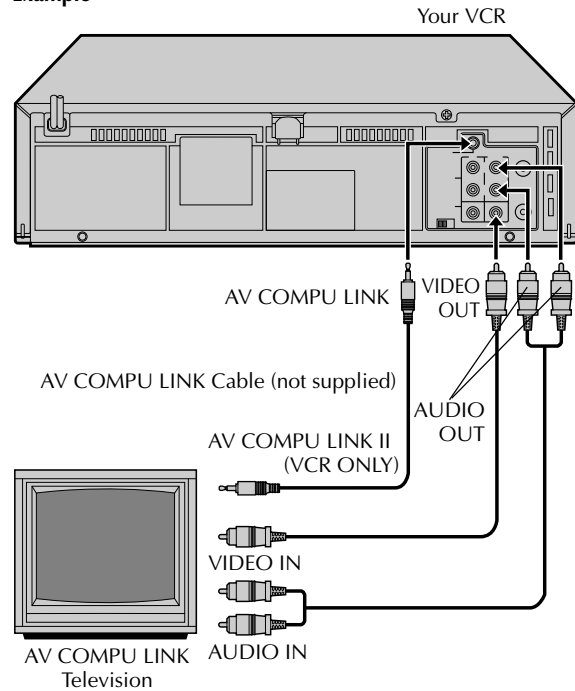 Example
Your VCR
AV COMPU LINK
VIDEO
OUT
AV COMPU LINK Cable (not supplied)
AUDIO
OUT
AV COMPU LINK II
(VCR ONLY)
VIDEO IN
AUDIO IN
AV COMPU LINK
Television